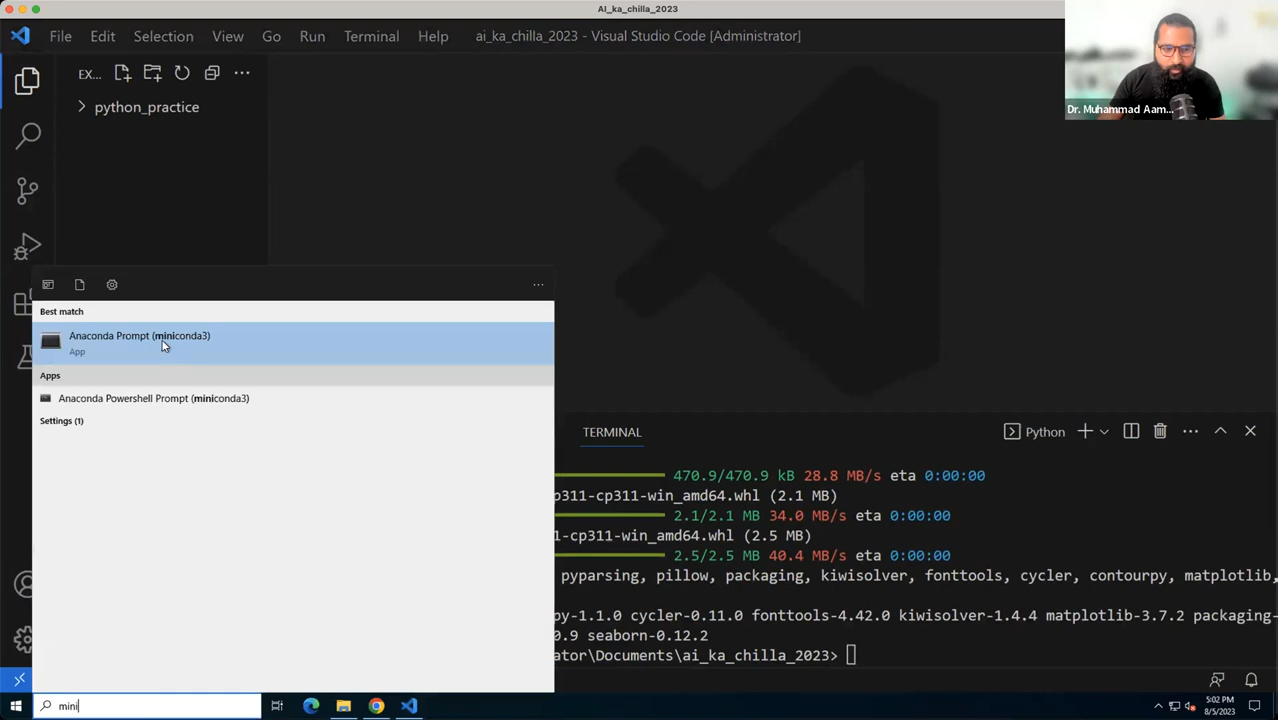 AI_ka_chilla_2023
File Edit Selection View Go Run Terminal Help ai_ka_chilla_2023 - Visual Studio Code [Administrator]
EX...
python_practice
Dr. Muhammad Aam...
Best match
Anaconda Prompt (miniconda3)
App
Apps
Anaconda Powershell Prompt (miniconda3)
Settings (1)
TERMINAL Python
470.9/470.9 kB 28.8 MB/s eta 0:00:00
p311-cp311-win_amd64.whl (2.1 MB)
2.1/2.1 MB 34.0 MB/s eta 0:00:00
1-cp311-win_amd64.whl (2.5 MB)
2.5/2.5 MB 40.4 MB/s eta 0:00:00
pyparsing, pillow, packaging, kiwisolver, fonttools, cycler, contourpy, matplotlib,
py-1.1.0 cycler-0.11.0 fonttools-4.42.0 kiwisolver-1.4.4 matplotlib-3.7.2 packaging-
0.9 seaborn-0.12.2
ator\Documents\ai_ka_chilla_2023>
mini
5:02 PM
8/5/2023